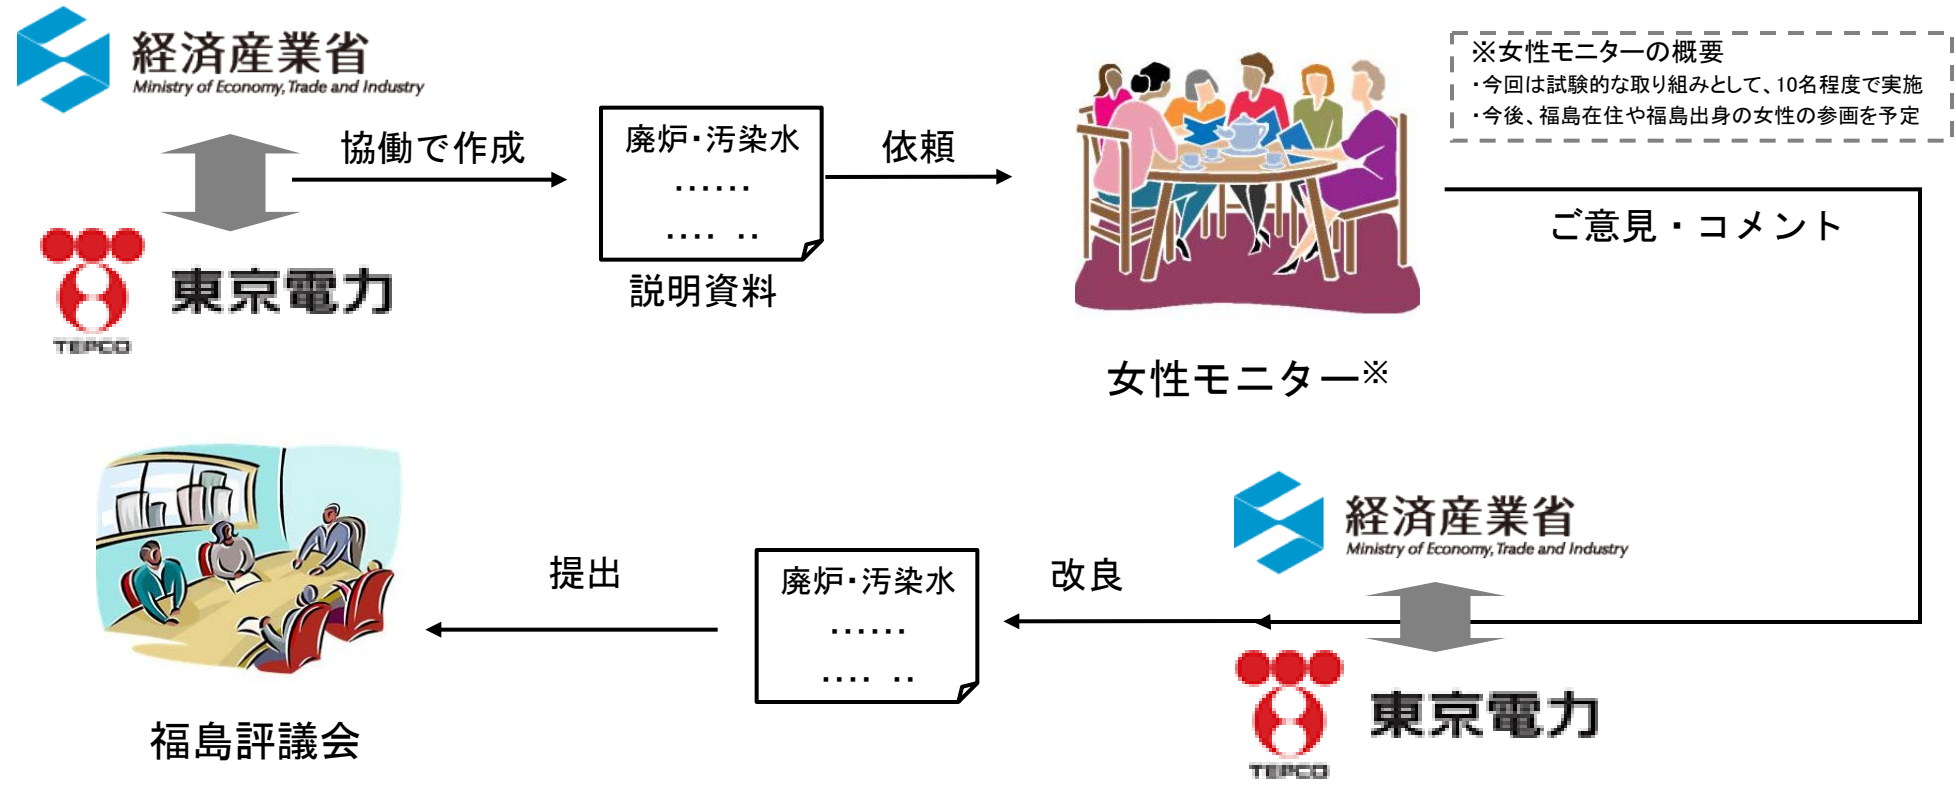 経済産業省
Ministry of Economy, Trade and Industry
協働で作成
東京電力
TEPCO
廃炉・汚染水
……
…. ..
説明資料
依頼
女性モニター※
※女性モニターの概要
・今回は試験的な取り組みとして、10名程度で実施
・今後、福島在住や福島出身の女性の参画を予定
ご意見・コメント
経済産業省
Ministry of Economy, Trade and Industry
東京電力
TEPCO
改良
廃炉・汚染水
……
…. ..
提出
福島評議会